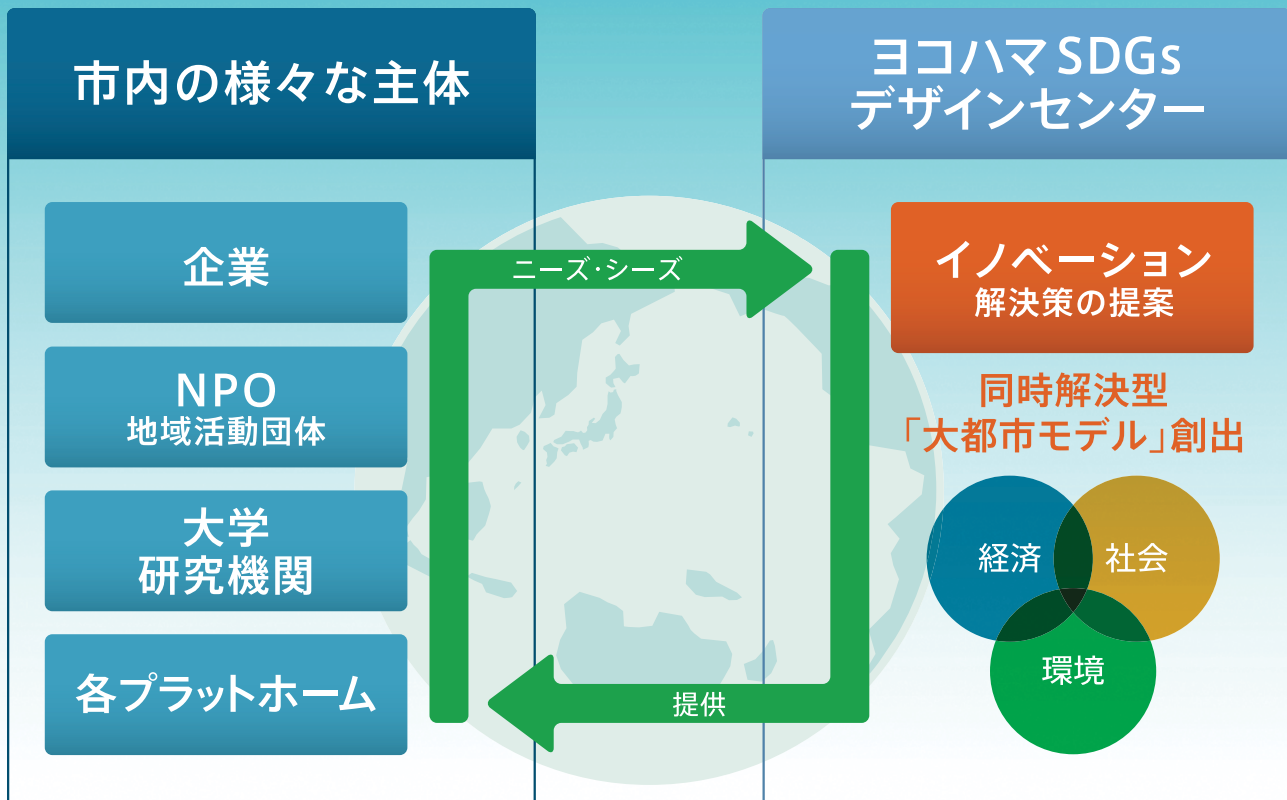 市内の様々な主体
企業
NPO
地域活動団体
大学
研究機関
各プラットホーム
ニーズ・シーズ
提供
ヨコハマSDGs
デザインセンター
イノベーション
解決策の提案
同時解決型
「大都市モデル」創出
経済
社会
環境